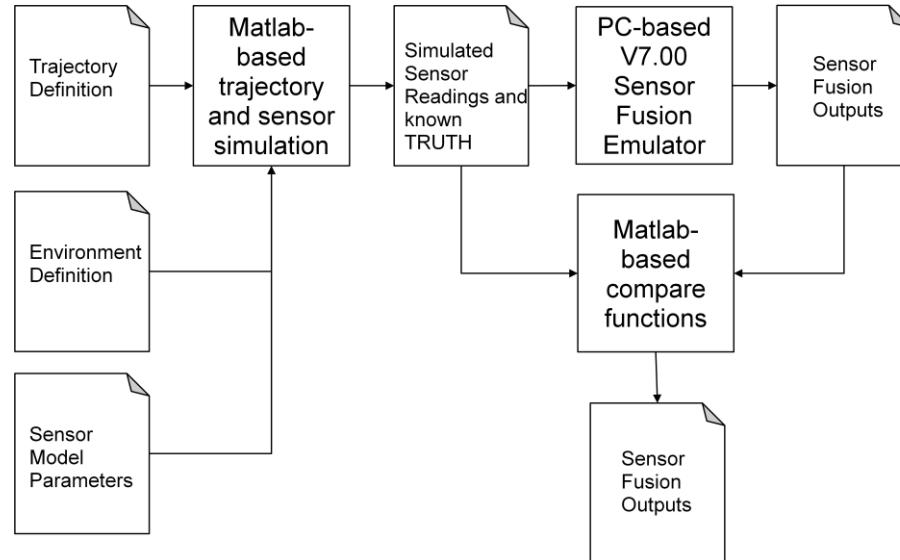 Trajectory
Definition
Matlab-
based
trajectory
and sensor
simulation
Simulated
Sensor
Readings and
known
TRUTH
PC-based
V7.00
Sensor
Fusion
Emulator
Sensor
Fusion
Outputs
Environment
Definition
Matlab-
based
compare
functions
Sensor
Model
Parameters
Sensor
Fusion
Outputs